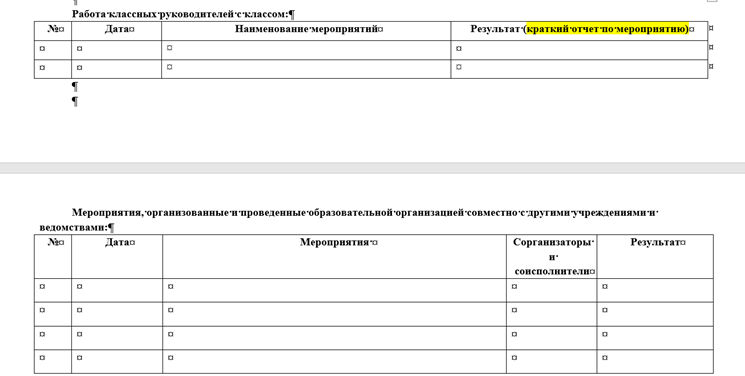 Работа классных руководителей с классом:
№ Дата Наименование мероприятий Результат (краткий отчет по мероприятию)
Мероприятия, организованные и проведенные образовательной организацией совместно с другими учреждениями и
ведомствами:
№ Дата Мероприятия Сорганизаторы Результат
и
соисполнители